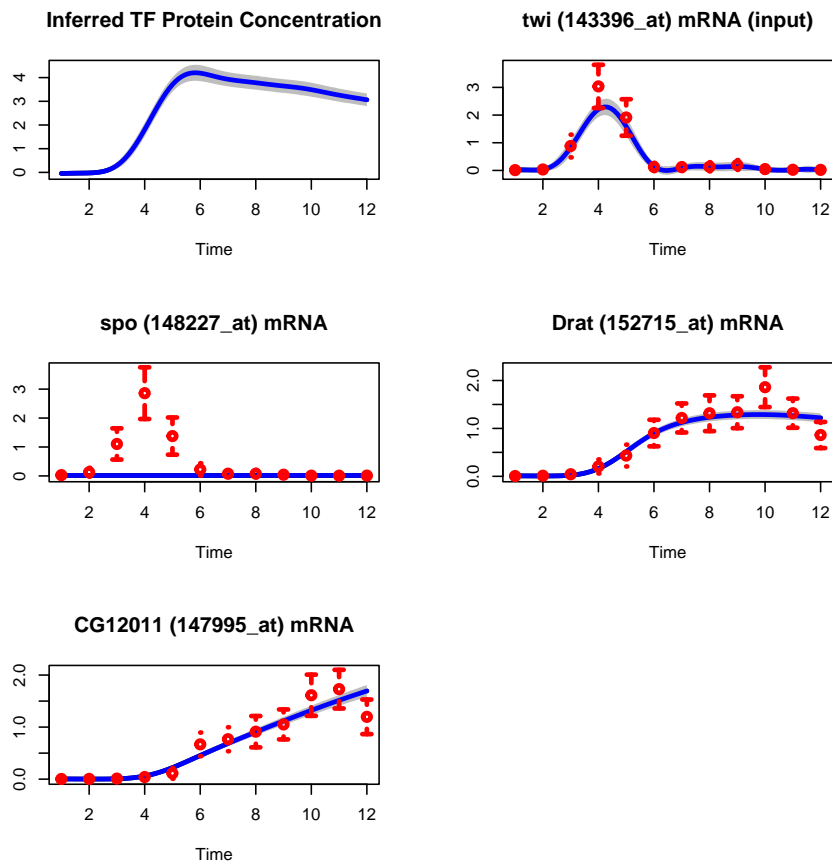 Inferred TF Protein Concentration
4
3
2
1
0
2 4 6 8 10 12
Time
twi (143396_at) mRNA (input)
3
2
1
0
2 4 6 8 10 12
Time
spo (148227_at) mRNA
3
2
1
0
2 4 6 8 10 12
Time
Drat (152715_at) mRNA
2.0
1.0
0.0
2 4 6 8 10 12
Time
CG12011 (147995_at) mRNA
2.0
1.0
0.0
2 4 6 8 10 12
Time